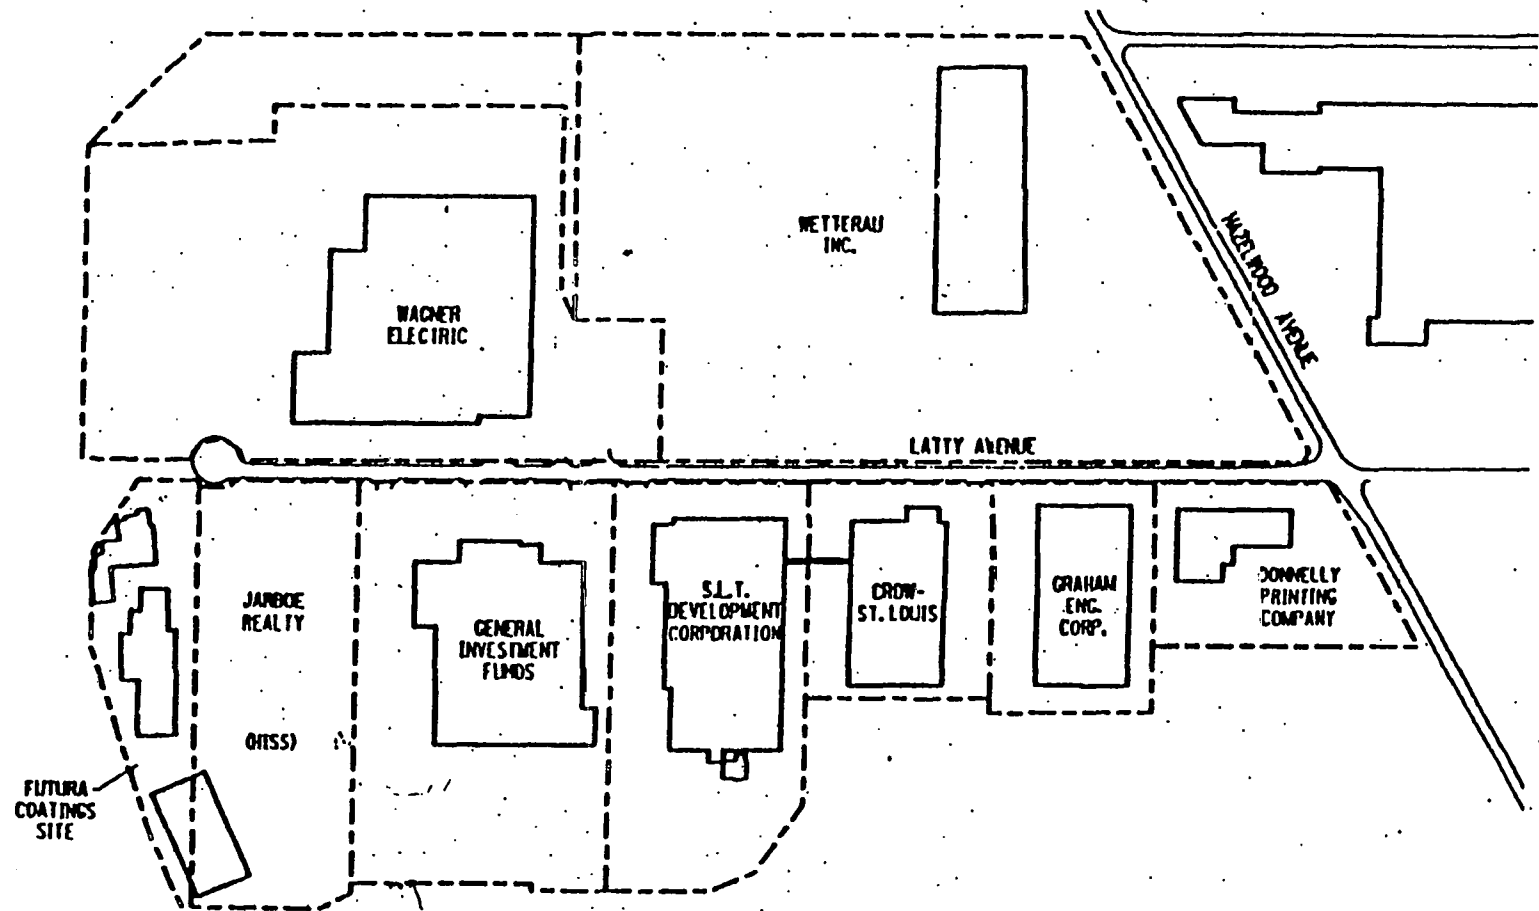 WETTERAU
INC.
HAZELWOOD AVENUE
WAGNER
ELECTRIC
LATTY AVENUE
JARBOE
REALTY
(HISS)
GENERAL
INVESTMENT
FUNDS
S.L.T.
DEVELOPMENT
CORPORATION
CROW-
ST. LOUIS
GRAHAM
ENG.
CORP.
DONNELLY
PRINTING
COMPANY
FUTURA
COATINGS
SITE